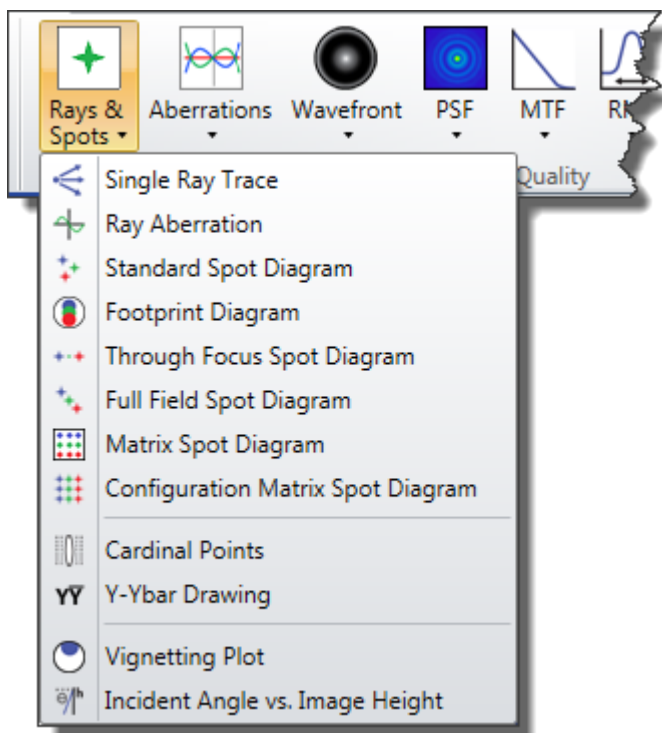 Rays &
Spots
Aberrations
Wavefront
PSF
MTF
Quality
Single Ray Trace
Ray Aberration
Standard Spot Diagram
Footprint Diagram
Through Focus Spot Diagram
Full Field Spot Diagram
Matrix Spot Diagram
Configuration Matrix Spot Diagram
Cardinal Points
YȲ Y-Ybar Drawing
Vignetting Plot
Incident Angle vs. Image Height